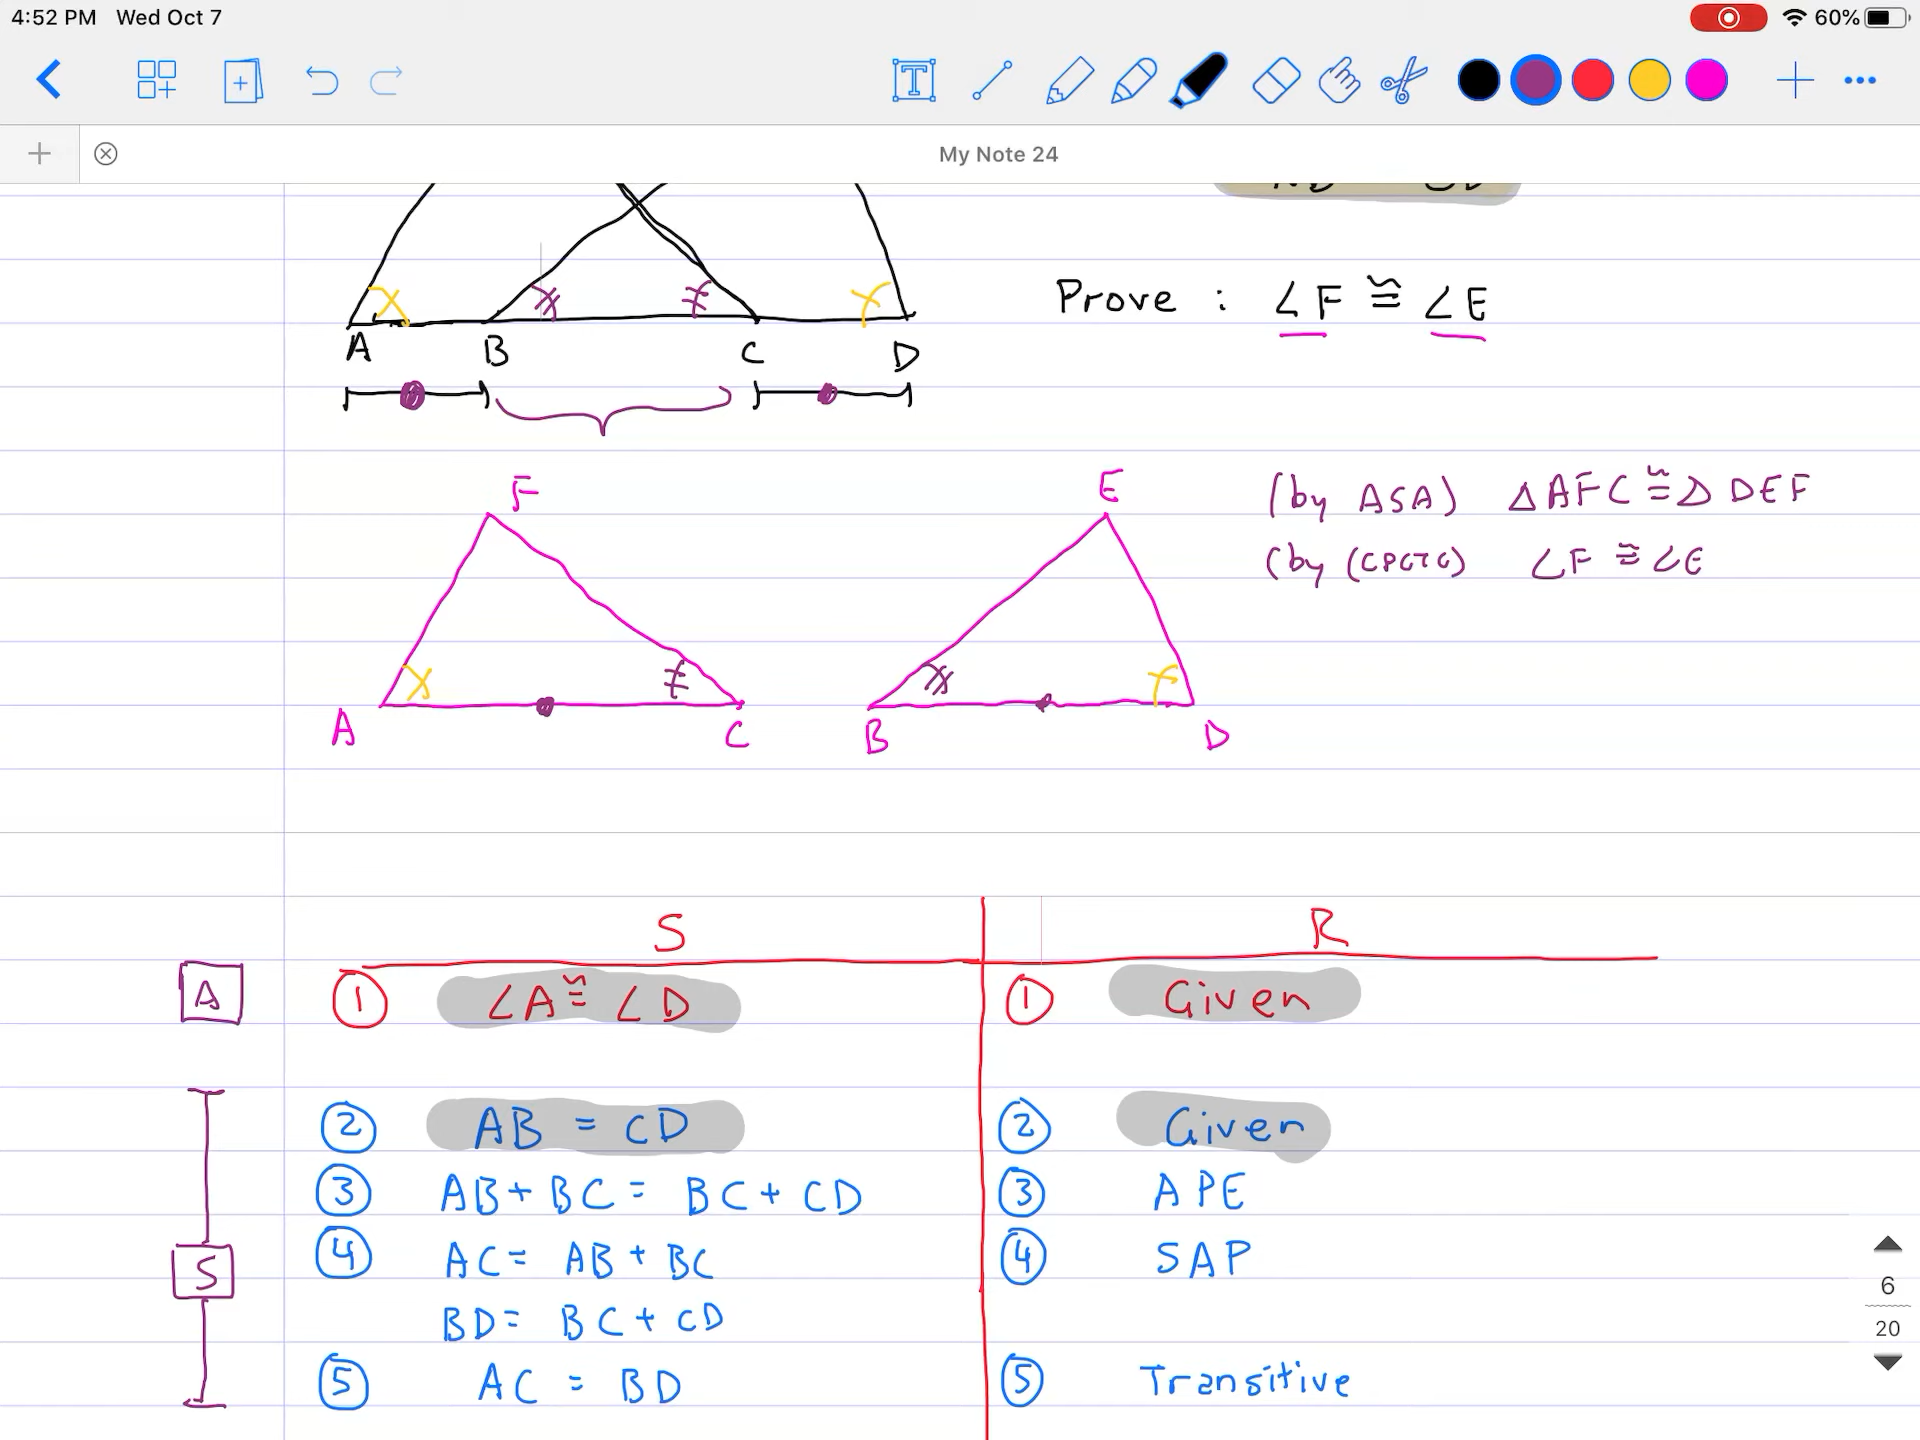 4:52 PM Wed Oct 7
60%
T
My Note 24
A B C D
Prove : ∠F ≅ ∠E
F
E
(by ASA) △AFC ≅ △ DEF
(by (CPCTC) ∠F ≅ ∠E
A C B D
S R
A
① ∠A ≅ ∠D ① Given
② AB = CD ② Given
③ AB + BC = BC + CD ③ APE
S
④ AC = AB + BC ④ SAP
BD = BC + CD
⑤ AC = BD ⑤ Transitive
6
20